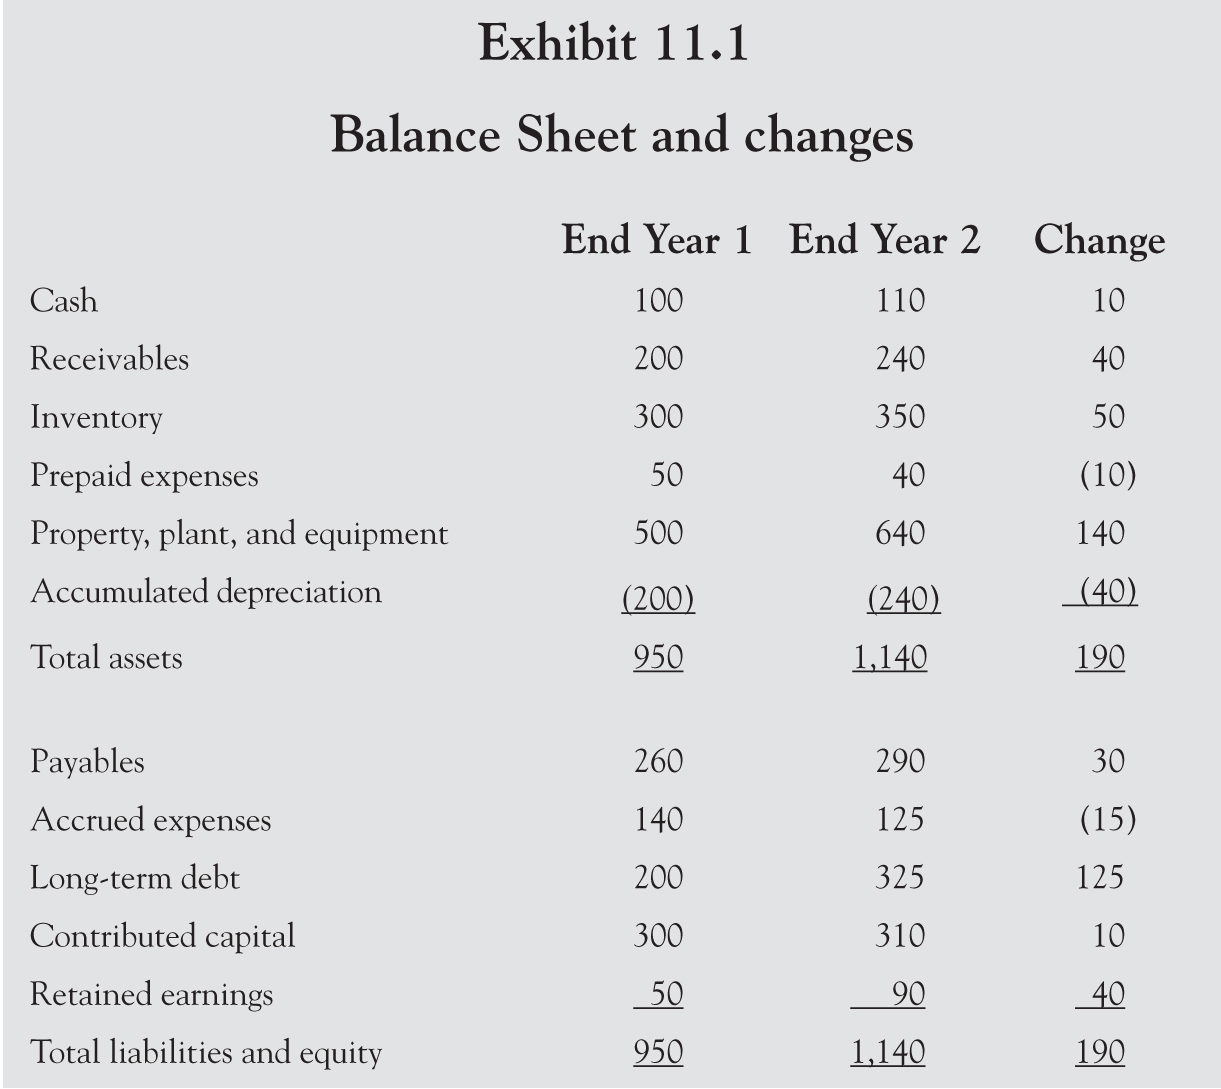 Exhibit 11.1
Balance Sheet and changes
End Year 1 End Year 2 Change
Cash 100 110 10
Receivables 200 240 40
Inventory 300 350 50
Prepaid expenses 50 40 (10)
Property, plant, and equipment 500 640 140
Accumulated depreciation (200) (240) (40)
Total assets 950 1,140 190
Payables 260 290 30
Accrued expenses 140 125 (15)
Long-term debt 200 325 125
Contributed capital 300 310 10
Retained earnings 50 90 40
Total liabilities and equity 950 1,140 190